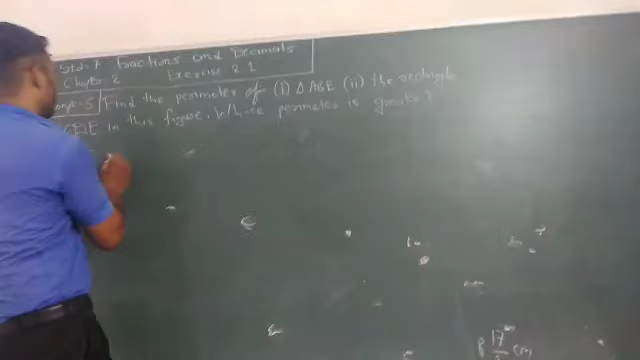 Std:-7 Fractions and Decimals
Chapter 2 Exercise 2.1
Find the perimeter of (i) Δ ABE (ii) the rectangle
in this figure. Whose perimeter is greater?
17
cm